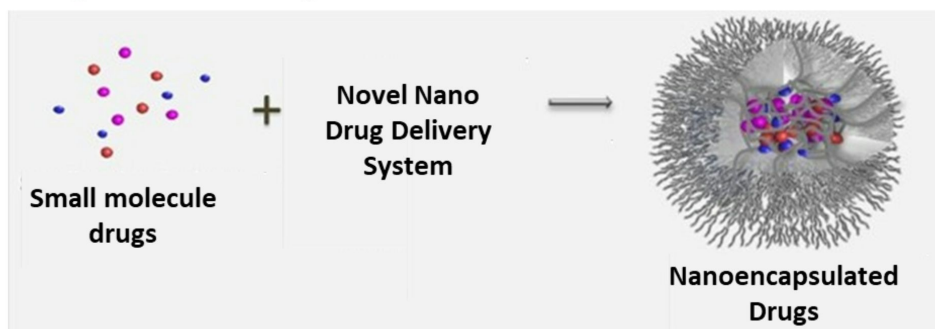 Small molecule
drugs
+
Novel Nano
Drug Delivery
System
Nanoencapsulated
Drugs